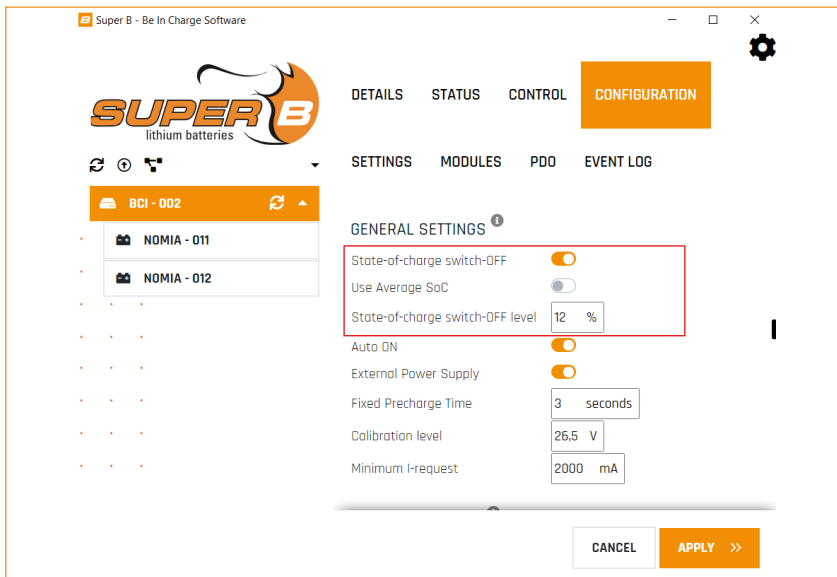 Super B - Be In Charge Software
SUPER B
lithium batteries
DETAILS STATUS CONTROL CONFIGURATION
SETTINGS MODULES PDO EVENT LOG
BCI - 002
NOMIA - 011
NOMIA - 012
GENERAL SETTINGS
State-of-charge switch-OFF
Use Average SoC
State-of-charge switch-OFF level 12 %
Auto ON
External Power Supply
Fixed Precharge Time 3 seconds
Calibration level 26,5 V
Minimum I-request 2000 mA
CANCEL APPLY